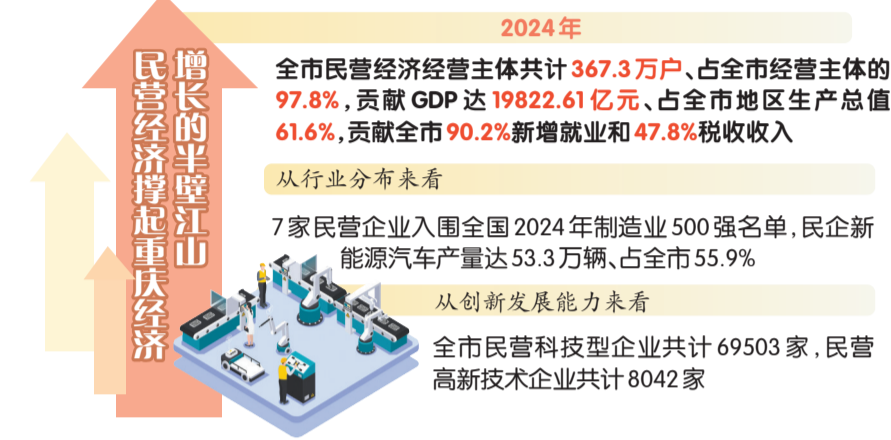 民营经济撑起重庆经济
增长的半壁江山
2024年
全市民营经济经营主体共计367.3万户、占全市经营主体的
97.8%，贡献GDP达19822.61亿元、占全市地区生产总值
61.6%，贡献全市90.2%新增就业和47.8%税收收入
从行业分布来看
7家民营企业入围全国2024年制造业500强名单，民企新
能源汽车产量达53.3万辆、占全市55.9%
从创新发展能力来看
全市民营科技型企业共计69503家，民营
高新技术企业共计8042家